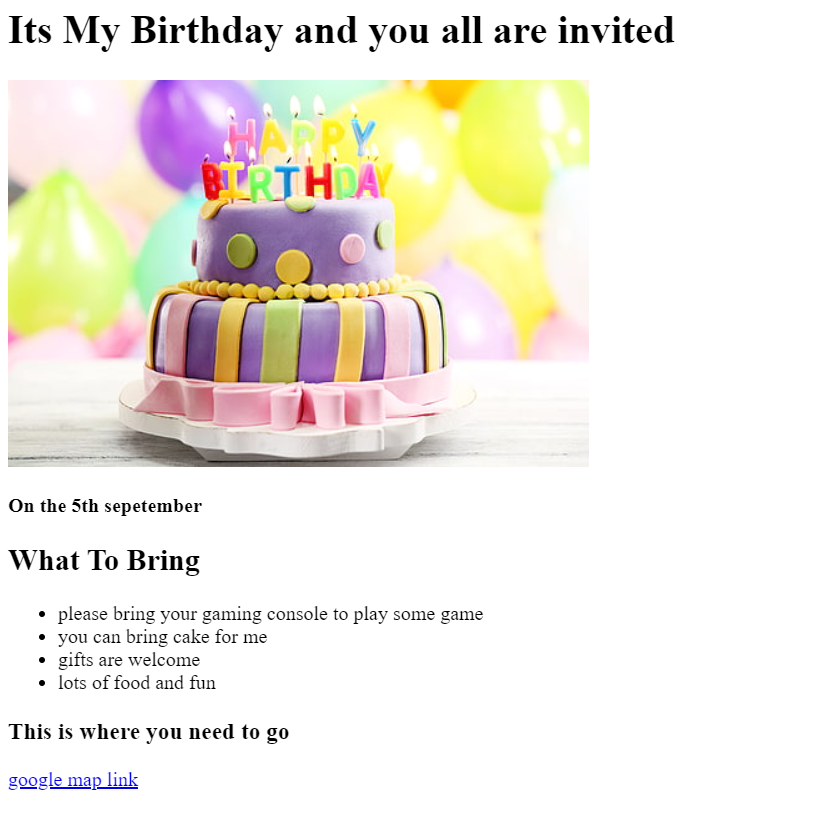 Its My Birthday and you all are invited
HAPPY
BIRTHDAY
On the 5th sepetember
What To Bring
please bring your gaming console to play some game
you can bring cake for me
gifts are welcome
lots of food and fun
This is where you need to go
google map link